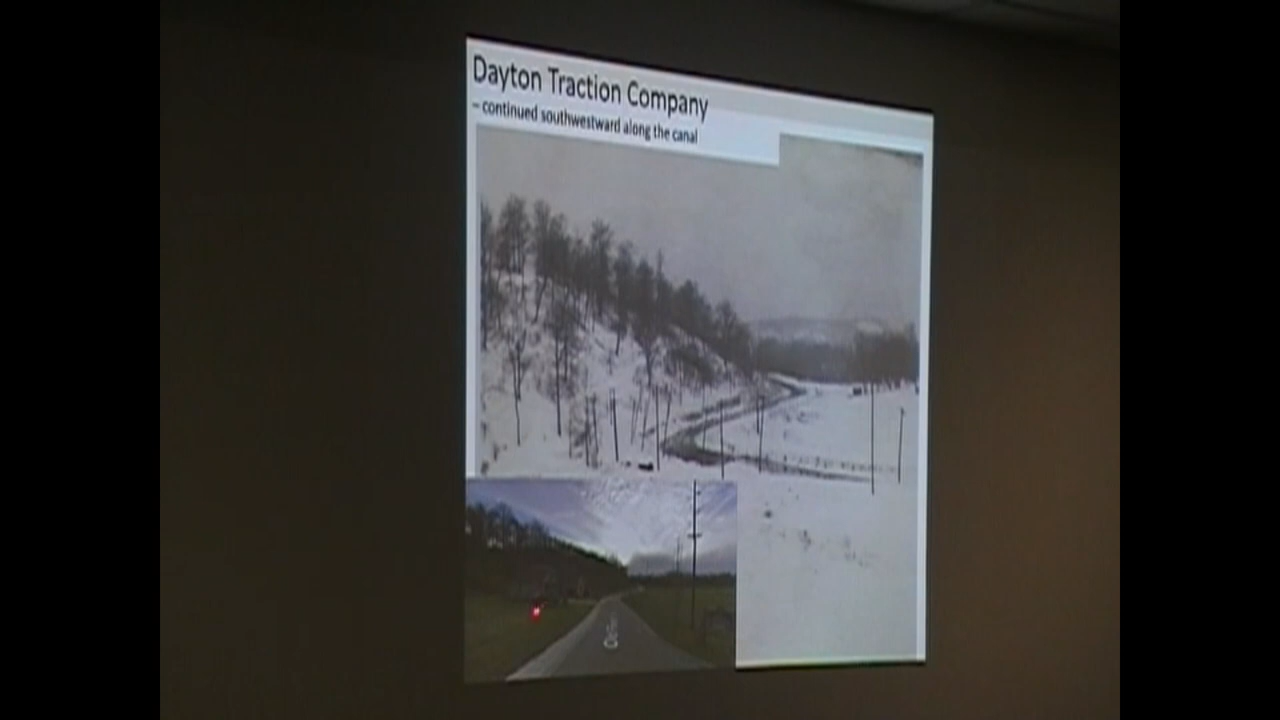 Dayton Traction Company
– continued southwestward along the canal